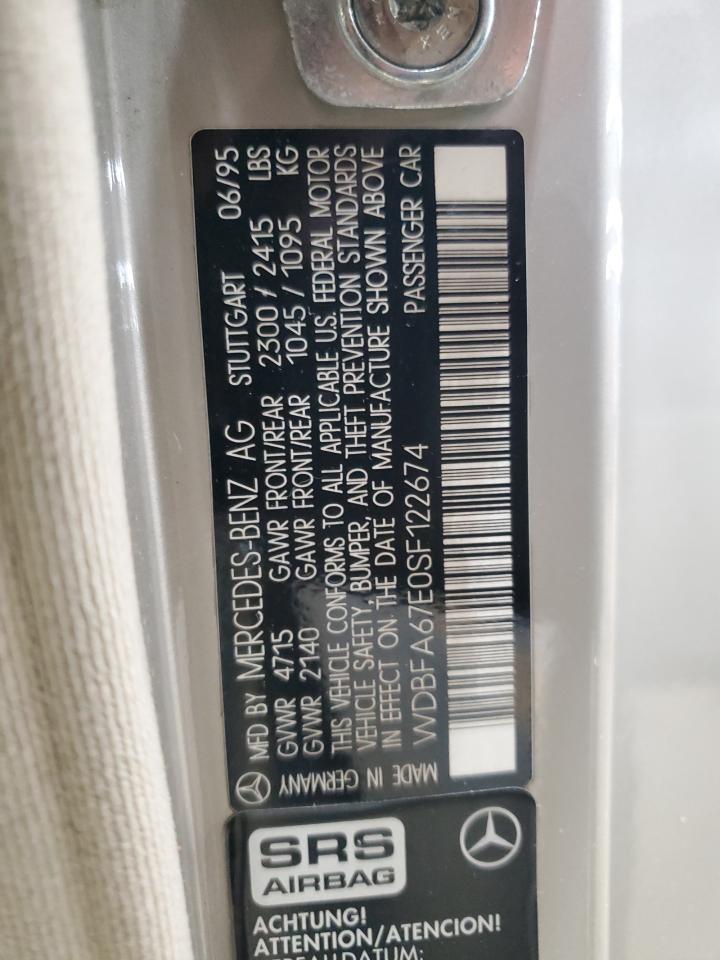 MFD BY MERCEDES-BENZ AG STUTTGART 06/95
GVWR 4715 GAWR FRONT/REAR 2300 / 2415 LBS
GVWR 2140 GAWR FRONT/REAR 1045 / 1095 KG
THIS VEHICLE CONFORMS TO ALL APPLICABLE U.S. FEDERAL MOTOR
VEHICLE SAFETY, BUMPER, AND THEFT PREVENTION STANDARDS
IN EFFECT ON THE DATE OF MANUFACTURE SHOWN ABOVE
WDBFA67E0SF122674 PASSENGER CAR
MADE IN GERMANY
SRS
AIRBAG
ACHTUNG!
ATTENTION/ATENCION!